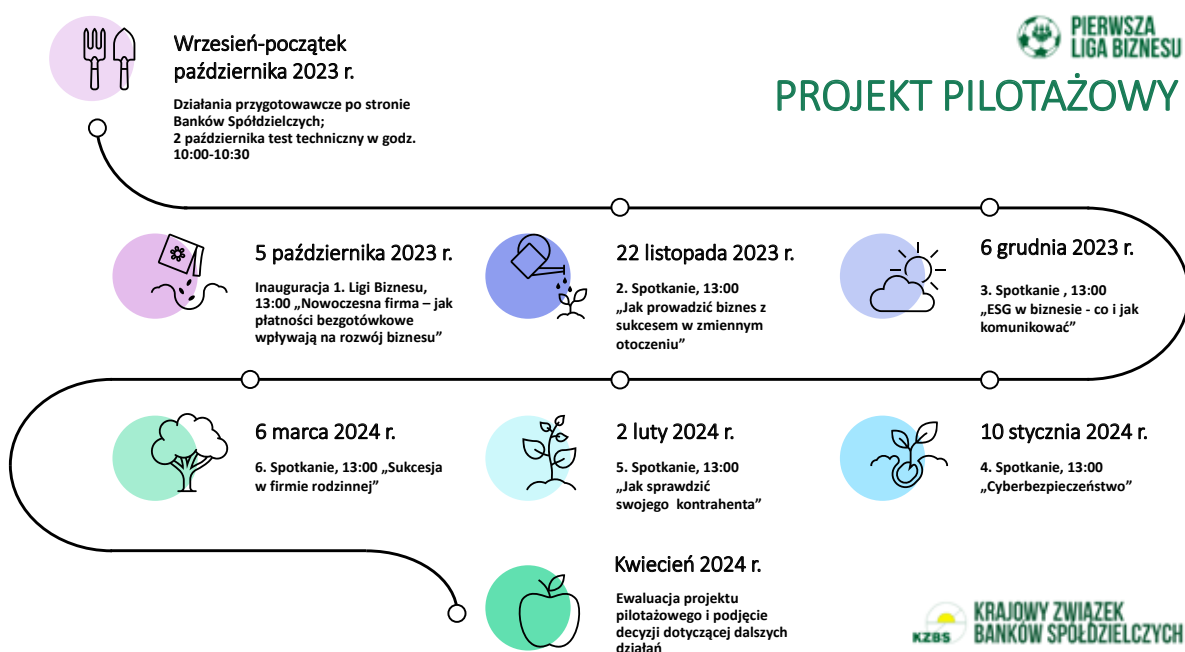 PIERWSZA
LIGA BIZNESU
PROJEKT PILOTAŻOWY
Wrzesień-początek
października 2023 r.
Działania przygotowawcze po stronie
Banków Spółdzielczych;
2 października test techniczny w godz.
10:00-10:30
5 października 2023 r.
Inauguracja 1. Ligi Biznesu,
13:00 „Nowoczesna firma – jak
płatności bezgotówkowe
wpływają na rozwój biznesu”
22 listopada 2023 r.
2. Spotkanie, 13:00
„Jak prowadzić biznes z
sukcesem w zmiennym
otoczeniu”
6 grudnia 2023 r.
3. Spotkanie , 13:00
„ESG w biznesie - co i jak
komunikować”
10 stycznia 2024 r.
4. Spotkanie, 13:00
„Cyberbezpieczeństwo”
2 luty 2024 r.
5. Spotkanie, 13:00
„Jak sprawdzić
swojego kontrahenta”
6 marca 2024 r.
6. Spotkanie, 13:00 „Sukcesja
w firmie rodzinnej”
Kwiecień 2024 r.
Ewaluacja projektu
pilotażowego i podjęcie
decyzji dotyczącej dalszych
działań
KZBS
KRAJOWY ZWIĄZEK
BANKÓW SPÓŁDZIELCZYCH